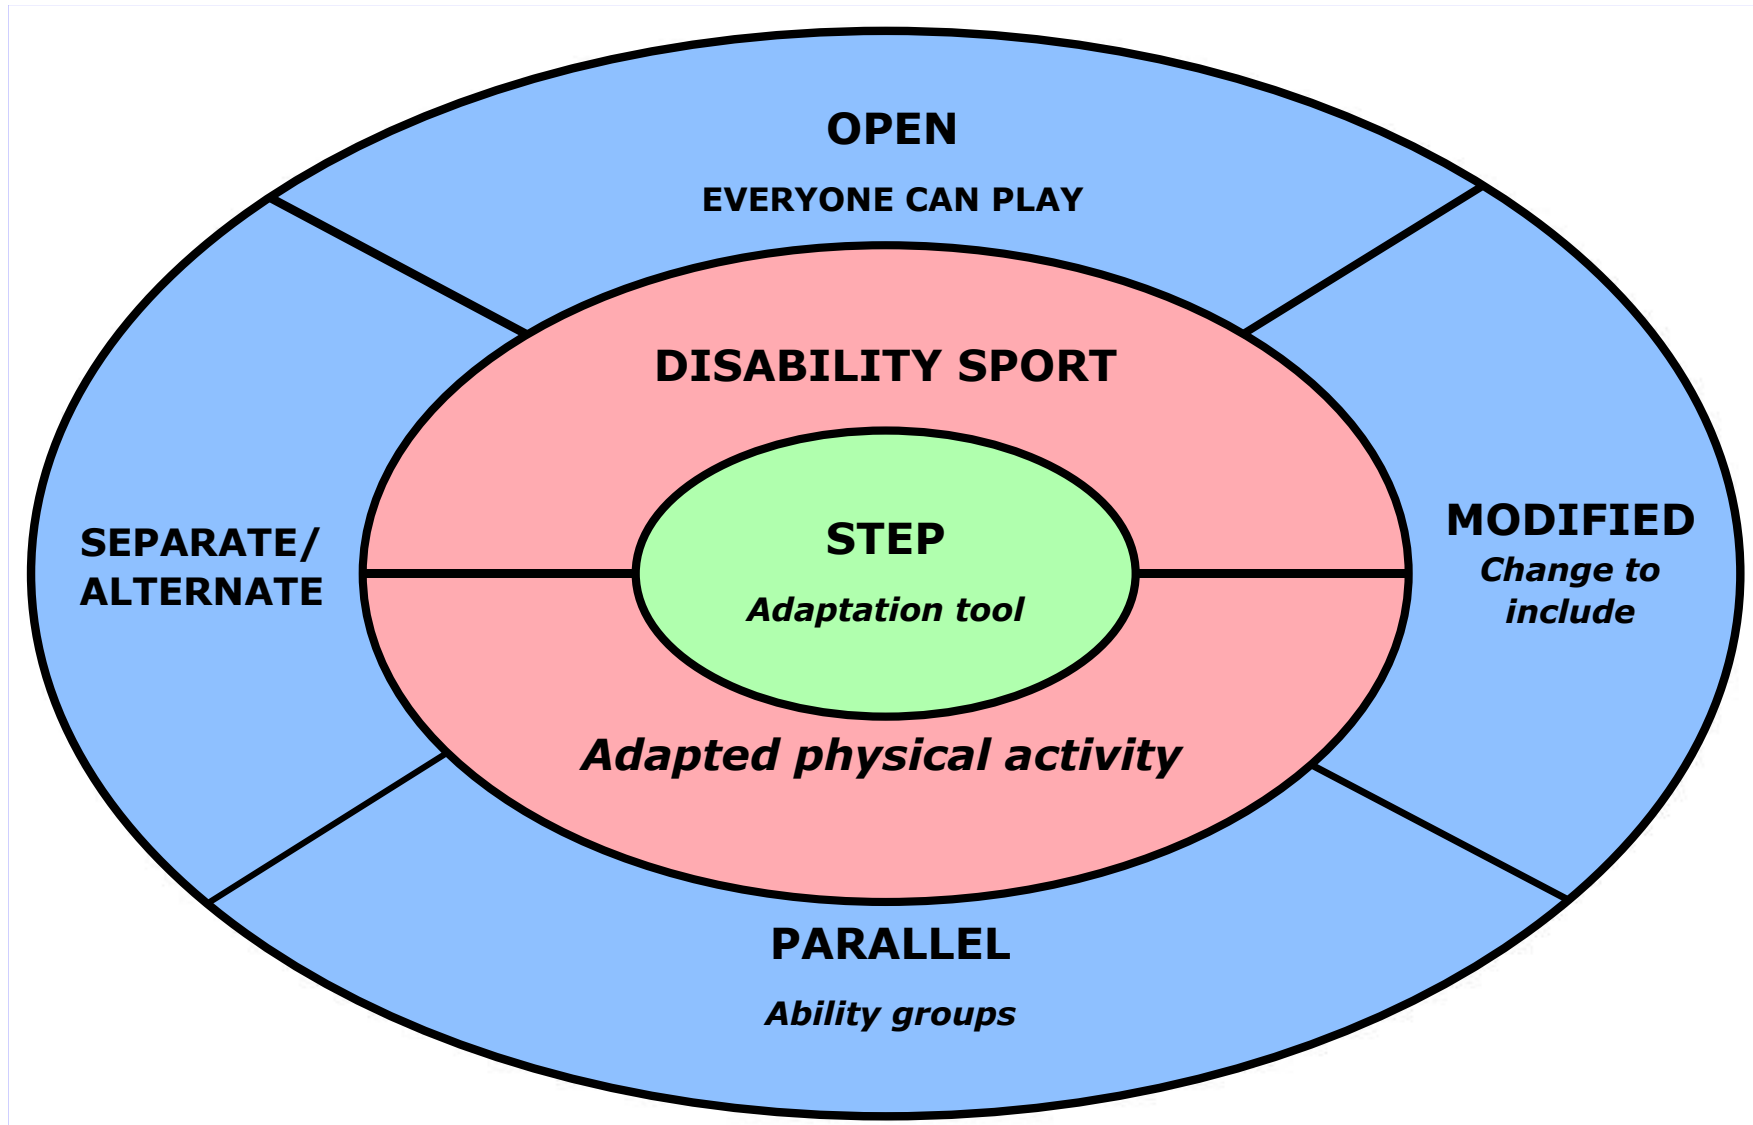 OPEN
EVERYONE CAN PLAY
DISABILITY SPORT
SEPARATE/
ALTERNATE
STEP
Adaptation tool
MODIFIED
Change to
include
Adapted physical activity
PARALLEL
Ability groups